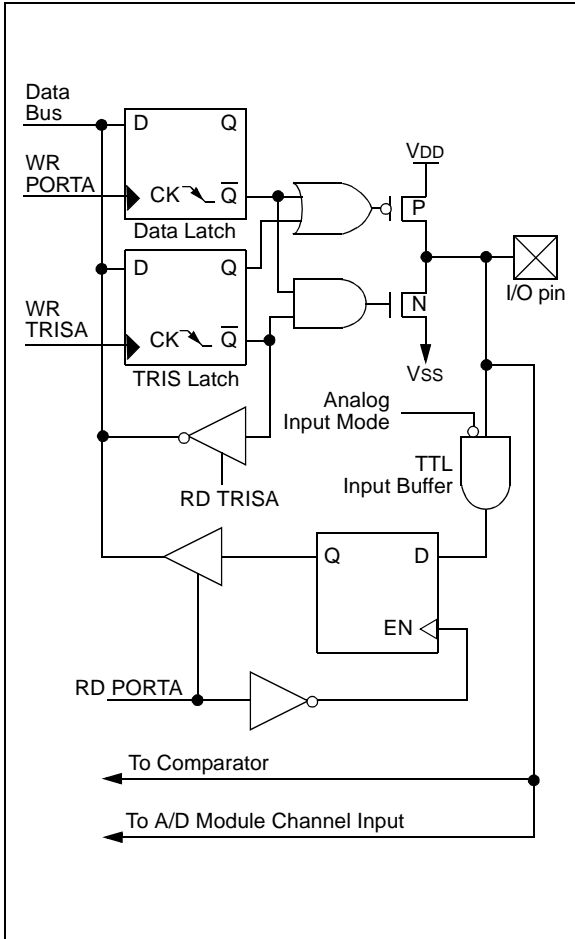 Data
Bus
D Q
WR
PORTA
CK Q
Data Latch
VDD
P
D Q
I/O pin
WR
TRISA
CK Q
N
TRIS Latch
VSS
Analog
Input Mode
TTL
Input Buffer
RD TRISA
Q D
EN
RD PORTA
To Comparator
To A/D Module Channel Input